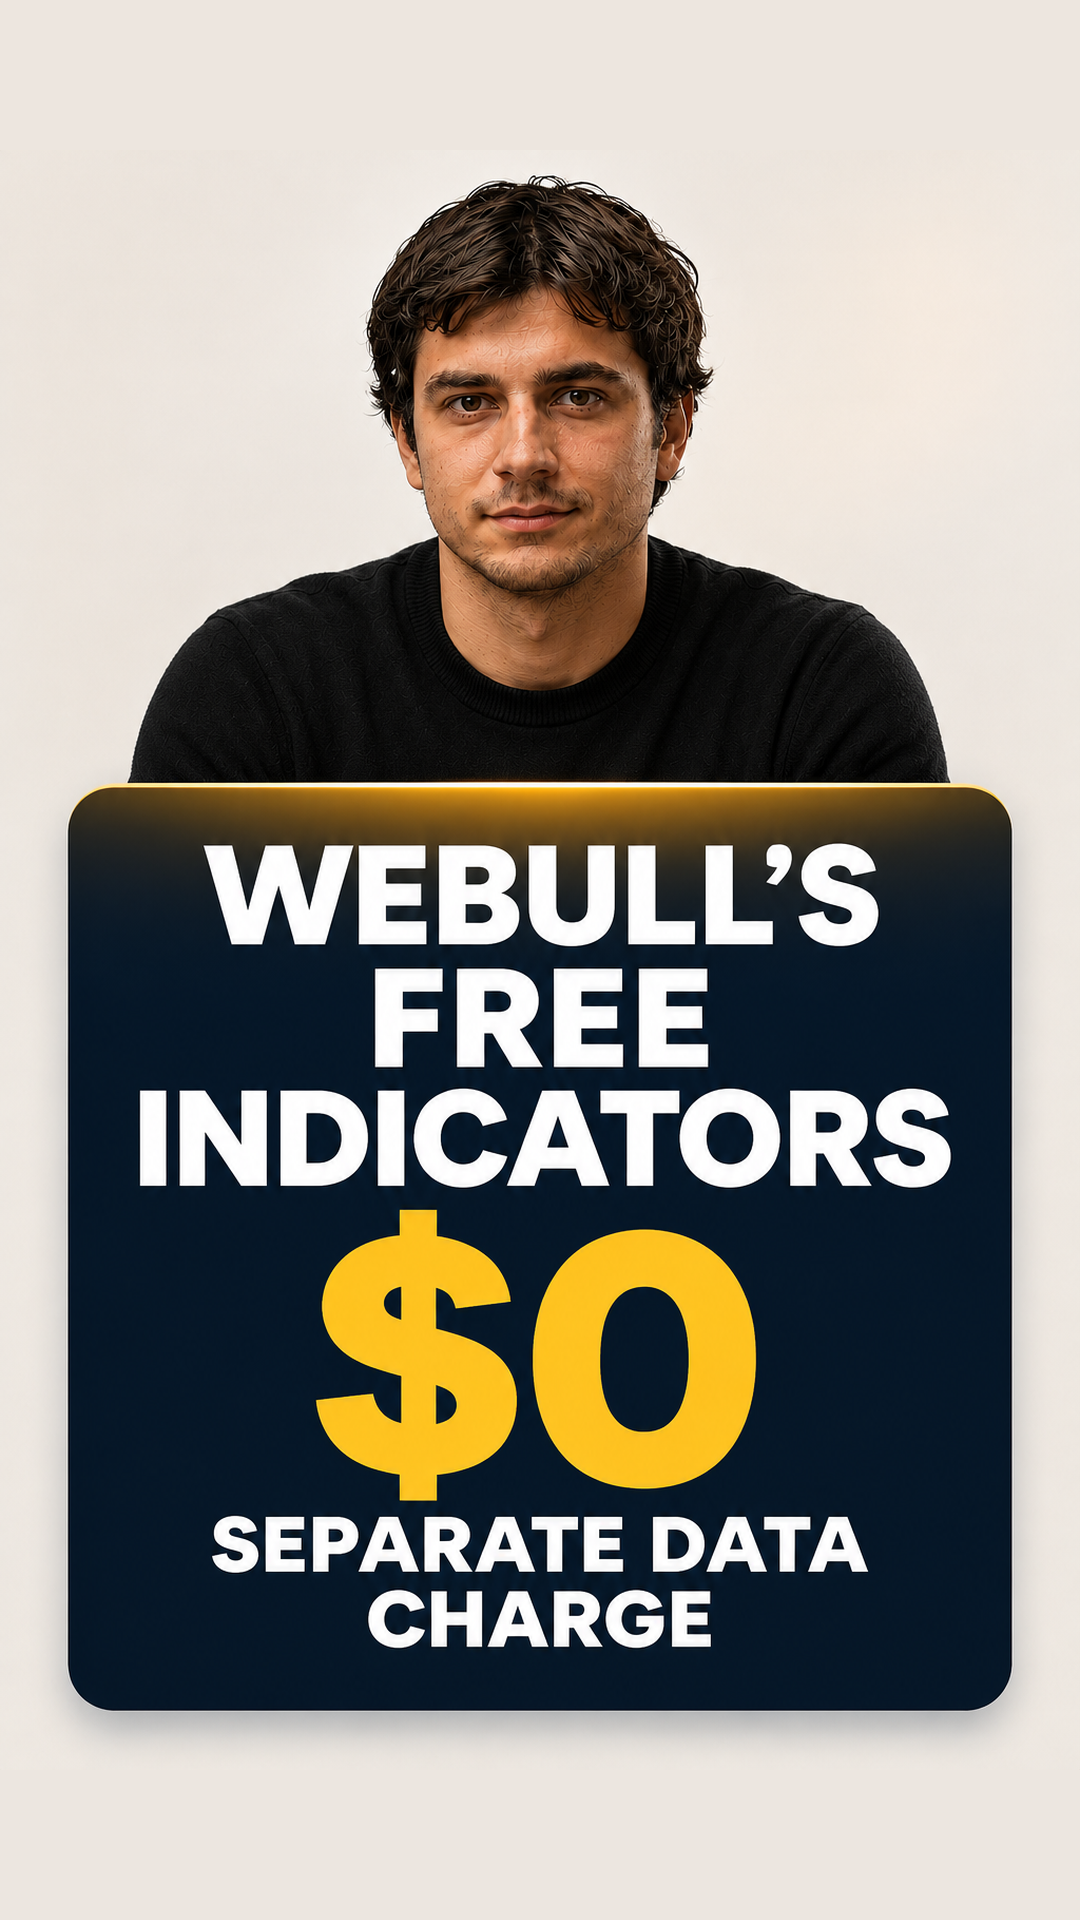 WEBULL’S
FREE
INDICATORS
$0
SEPARATE DATA
CHARGE